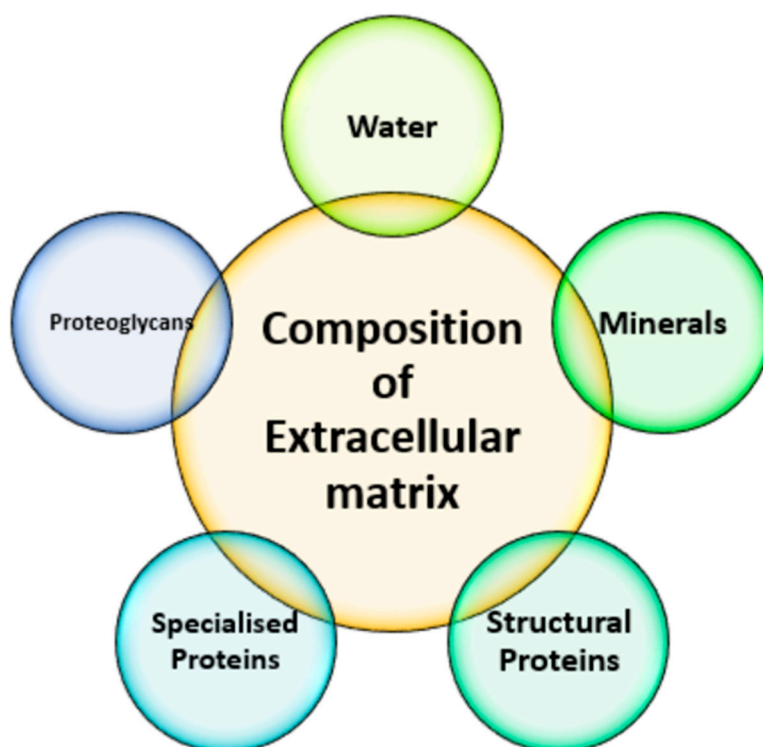 Water
Proteoglycans
Minerals
Composition
of
Extracellular
matrix
Specialised
Proteins
Structural
Proteins